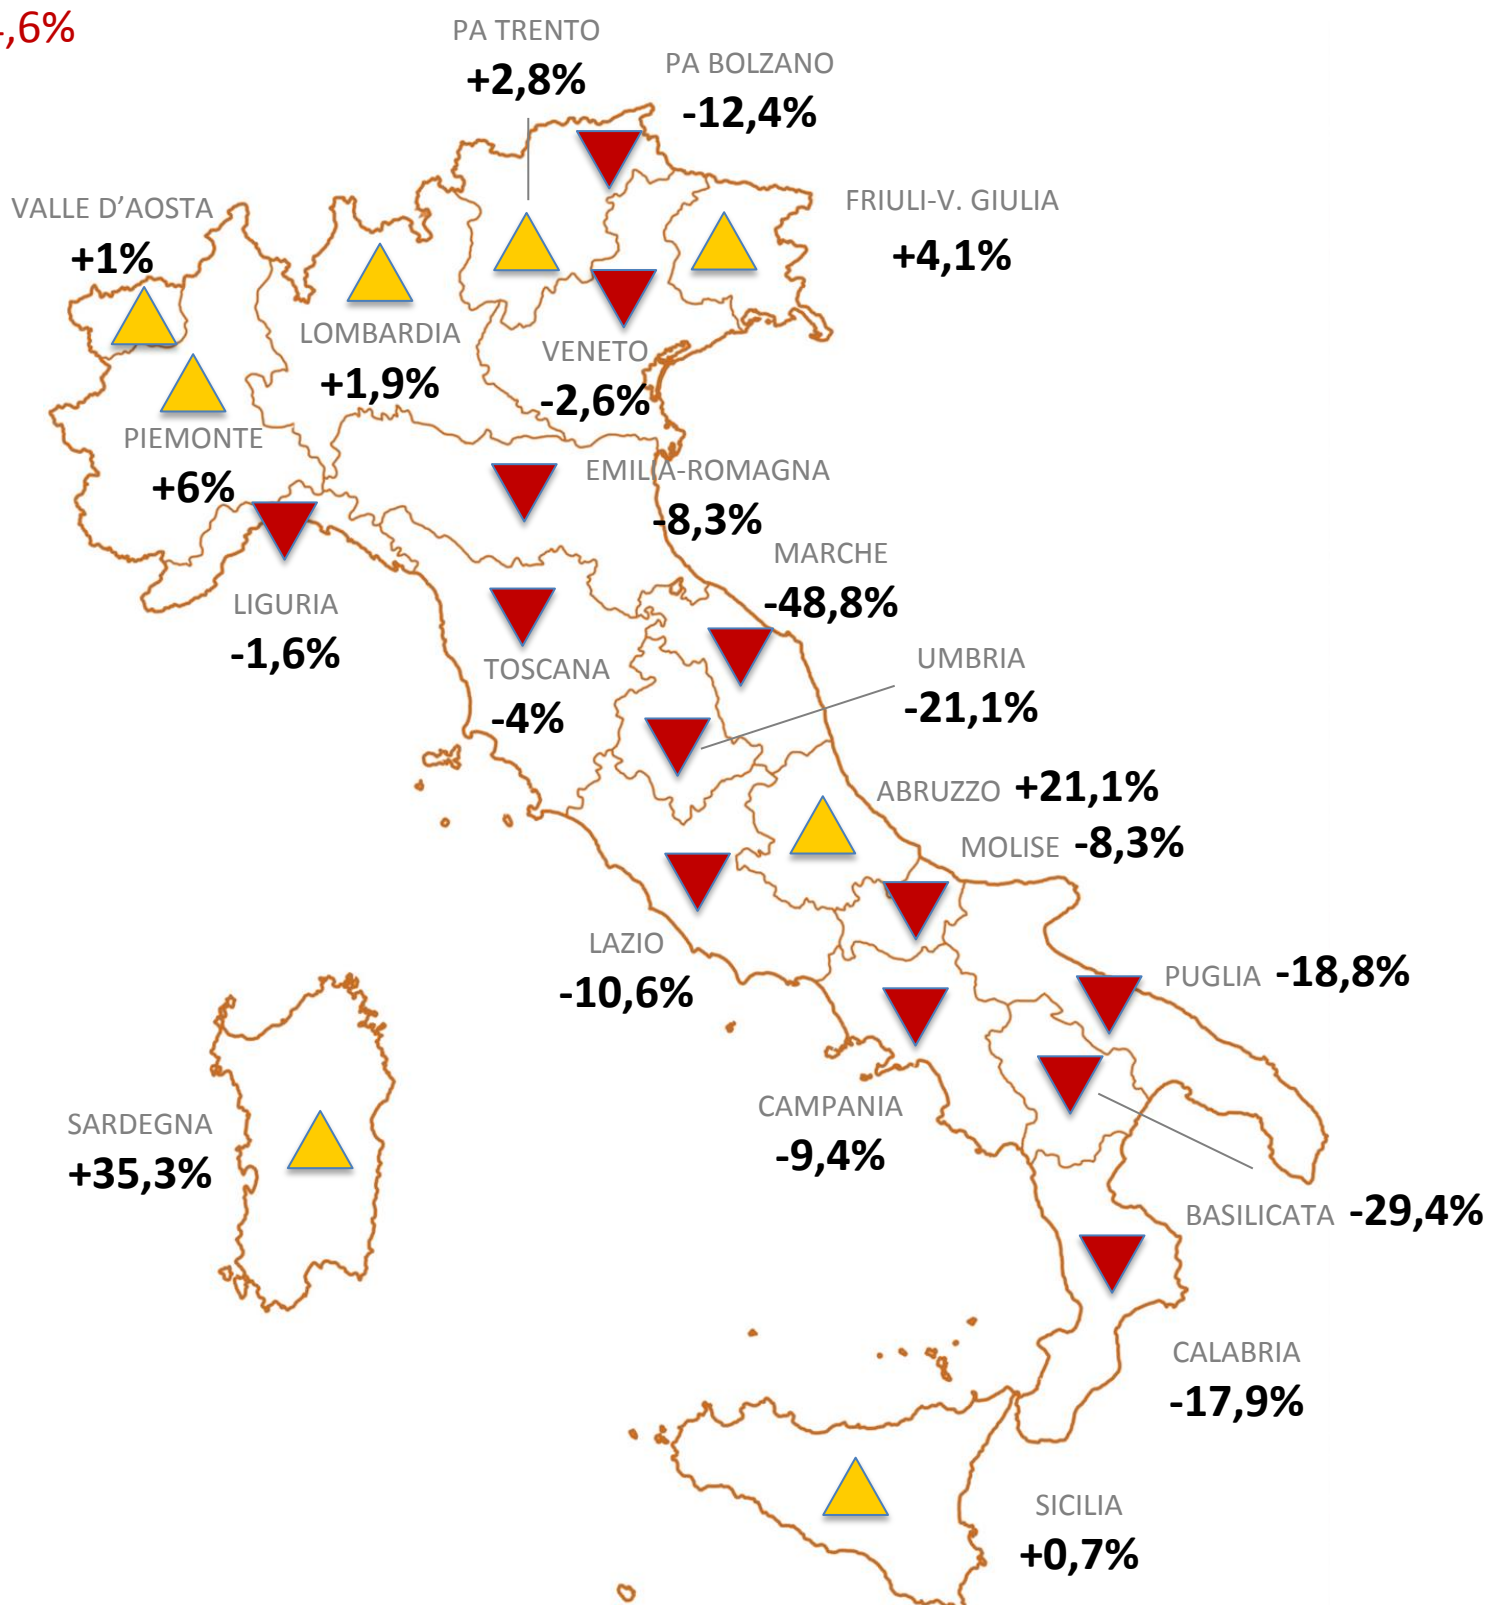 ,6%
PA TRENTO
+2,8%
PA BOLZANO
-12,4%
VALLE D’AOSTA
+1%
FRIULI-V. GIULIA
+4,1%
LOMBARDIA
+1,9%
VENETO
-2,6%
PIEMONTE
+6%
EMILIA-ROMAGNA
-8,3%
MARCHE
-48,8%
LIGURIA
-1,6%
TOSCANA
-4%
UMBRIA
-21,1%
ABRUZZO +21,1%
MOLISE -8,3%
LAZIO
-10,6%
PUGLIA -18,8%
CAMPANIA
-9,4%
SARDEGNA
+35,3%
BASILICATA -29,4%
CALABRIA
-17,9%
SICILIA
+0,7%